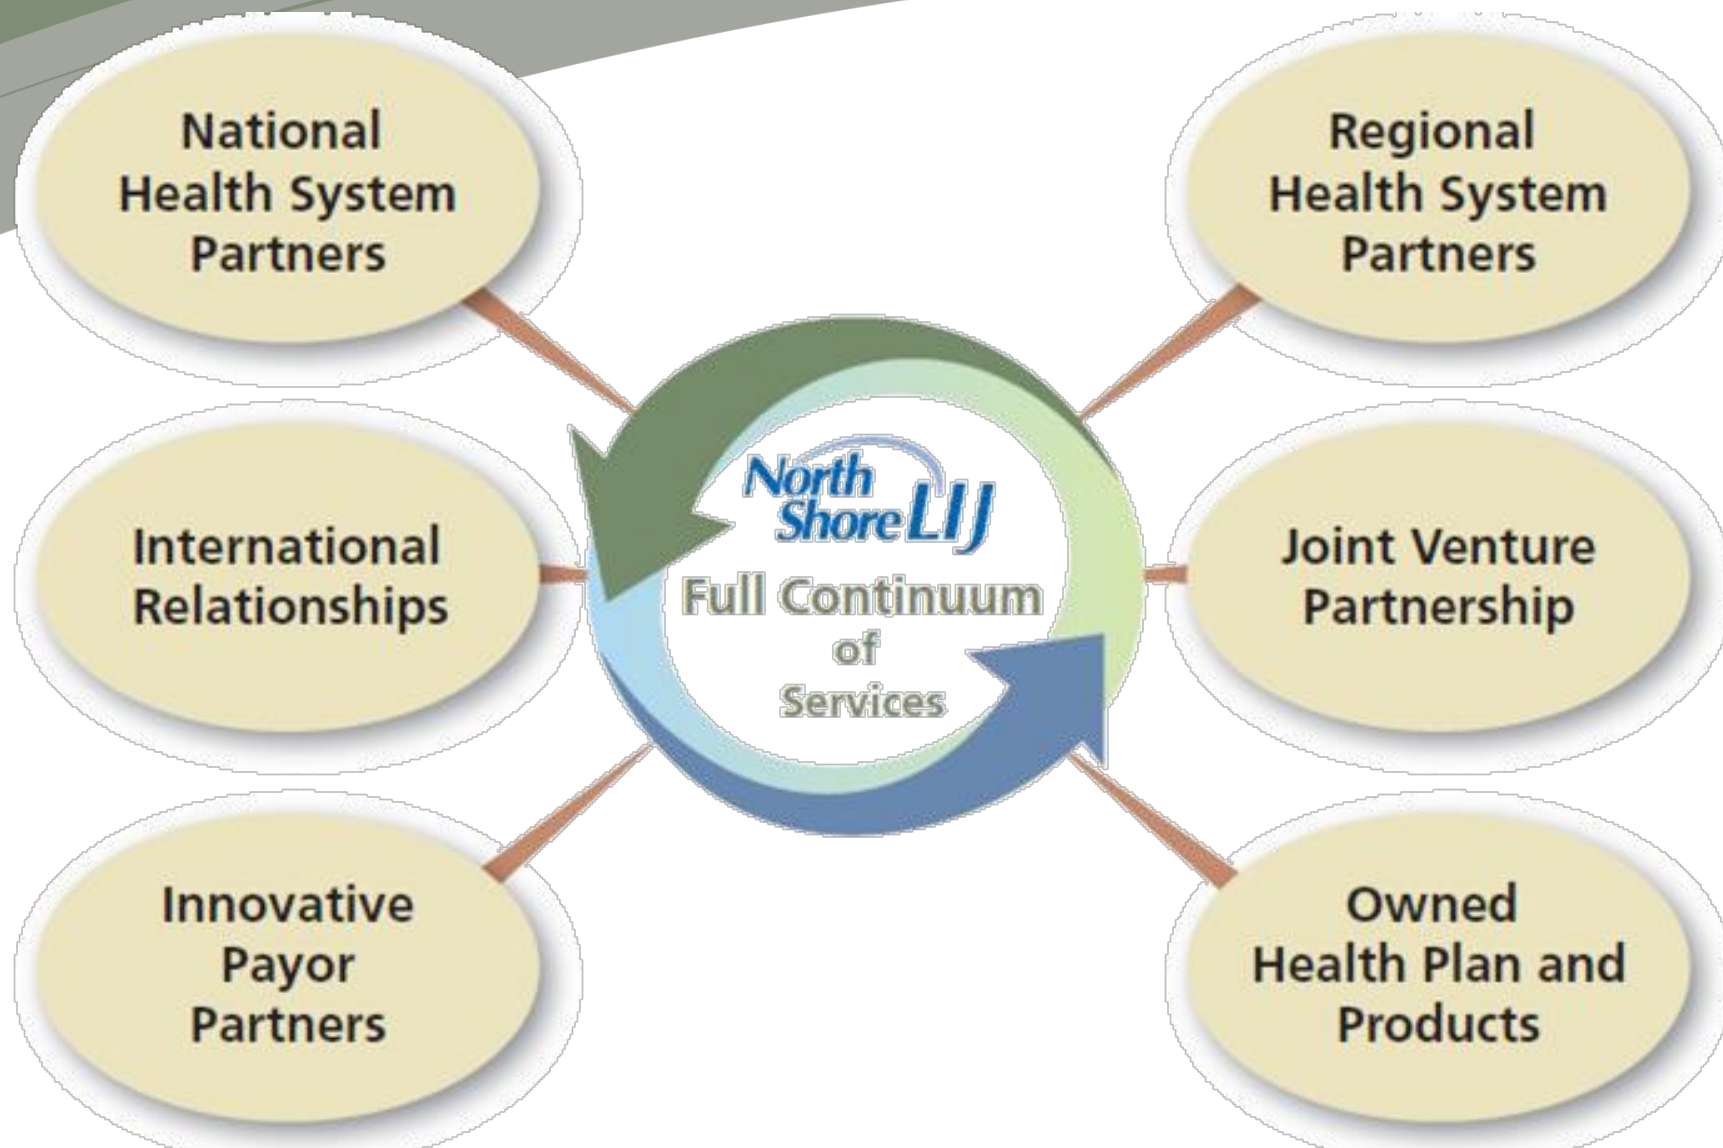 National
Health System
Partners
Regional
Health System
Partners
International
Relationships
North
Shore LIJ
Full Continuum
of
Services
Joint Venture
Partnership
Innovative
Payor
Partners
Owned
Health Plan and
Products